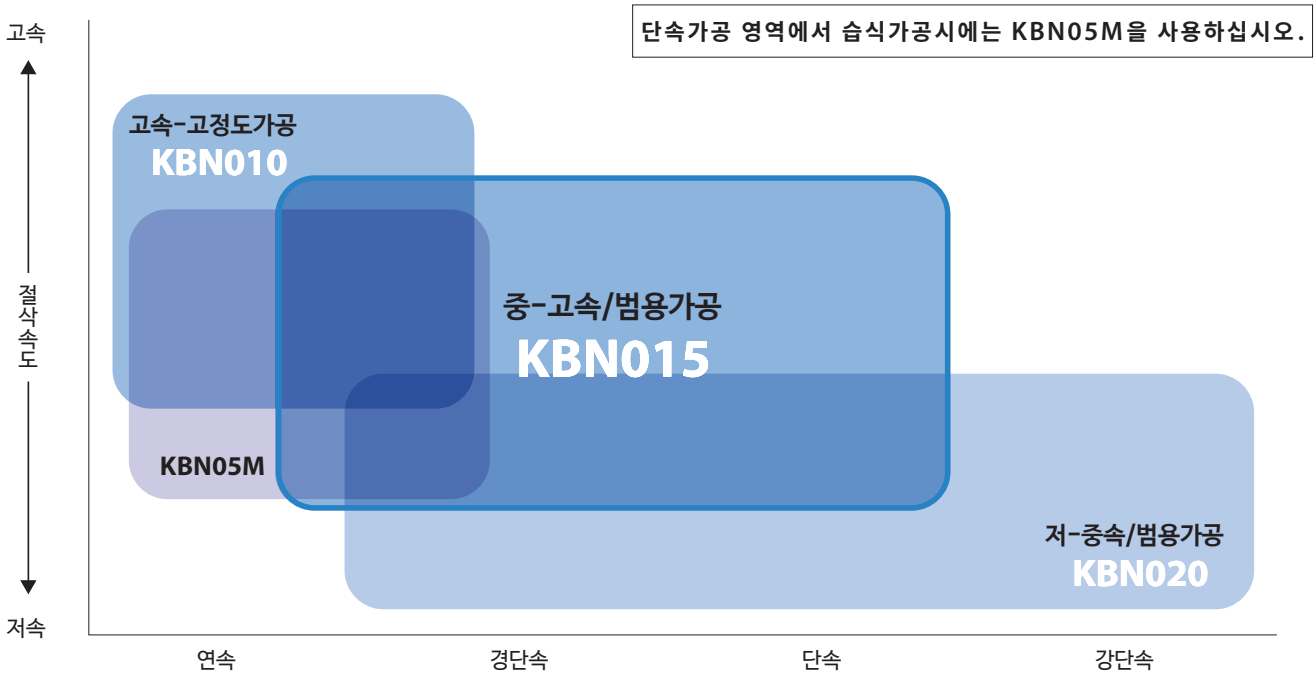 고속
단속가공 영역에서 습식가공시에는 KBN05M을 사용하십시오.
고속-고정도가공
KBN010
중-고속/범용가공
KBN015
절삭속도
KBN05M
저-중속/범용가공
KBN020
저속
연속 경단속 단속 강단속